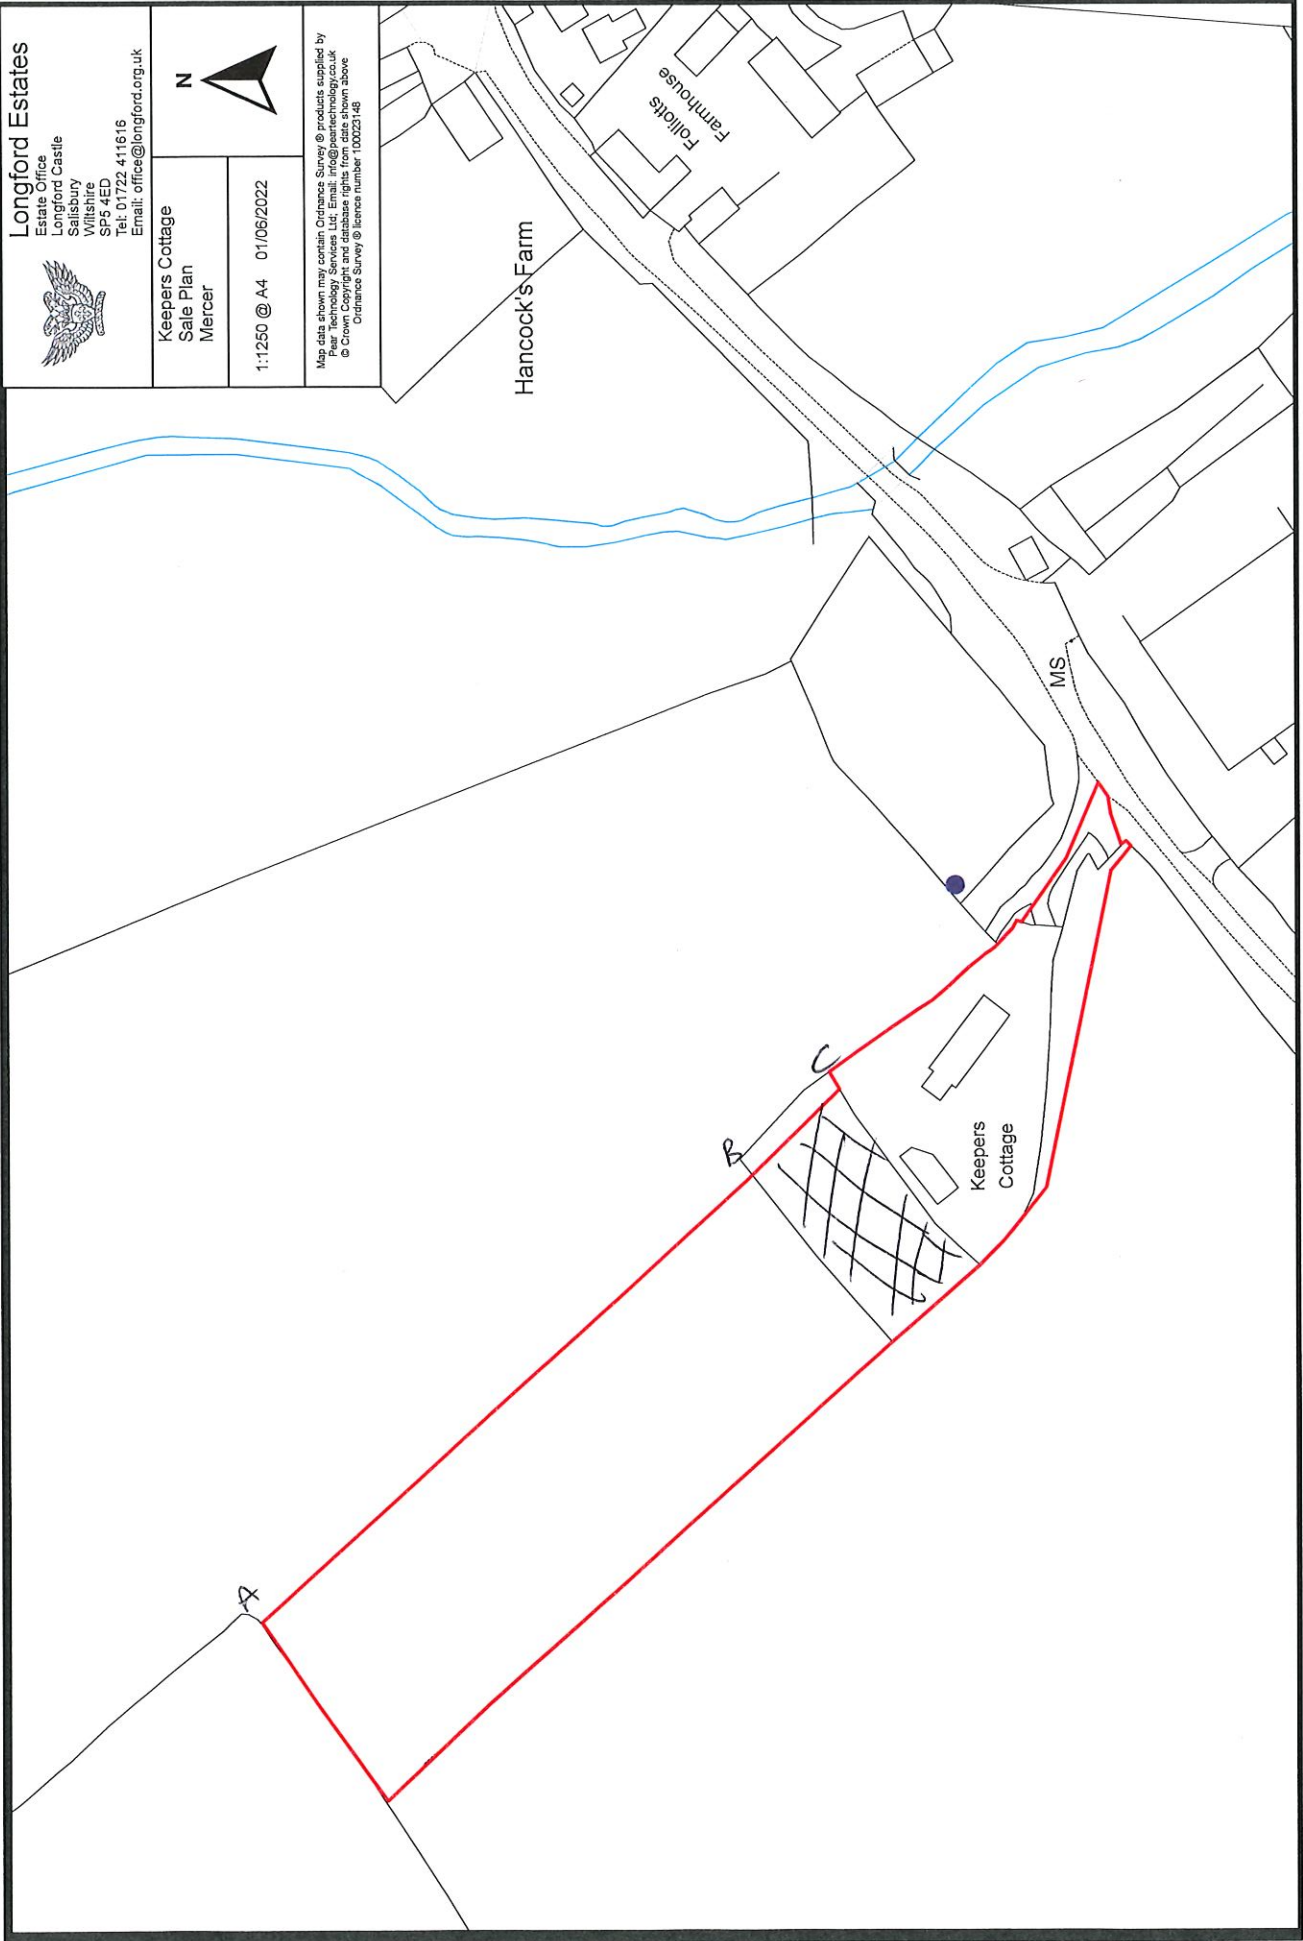 Longford Estates
Estate Office
Longford Castle
Salisbury
Wiltshire
SP5 4ED
Tel: 01722 411616
Email: office@longford.org.uk
Keepers Cottage
Sale Plan
Mercer
N
1:1250 @ A4 01/06/2022
Map data shown may contain Ordnance Survey ® products supplied by
Pear Technology Services Ltd; Email: info@peartechnology.co.uk
© Crown Copyright and database rights from date shown above
Ordnance Survey ® licence number 100023148
Folliotts
Farmhouse
Hancock's Farm
MS
Keepers
Cottage
A
B
C